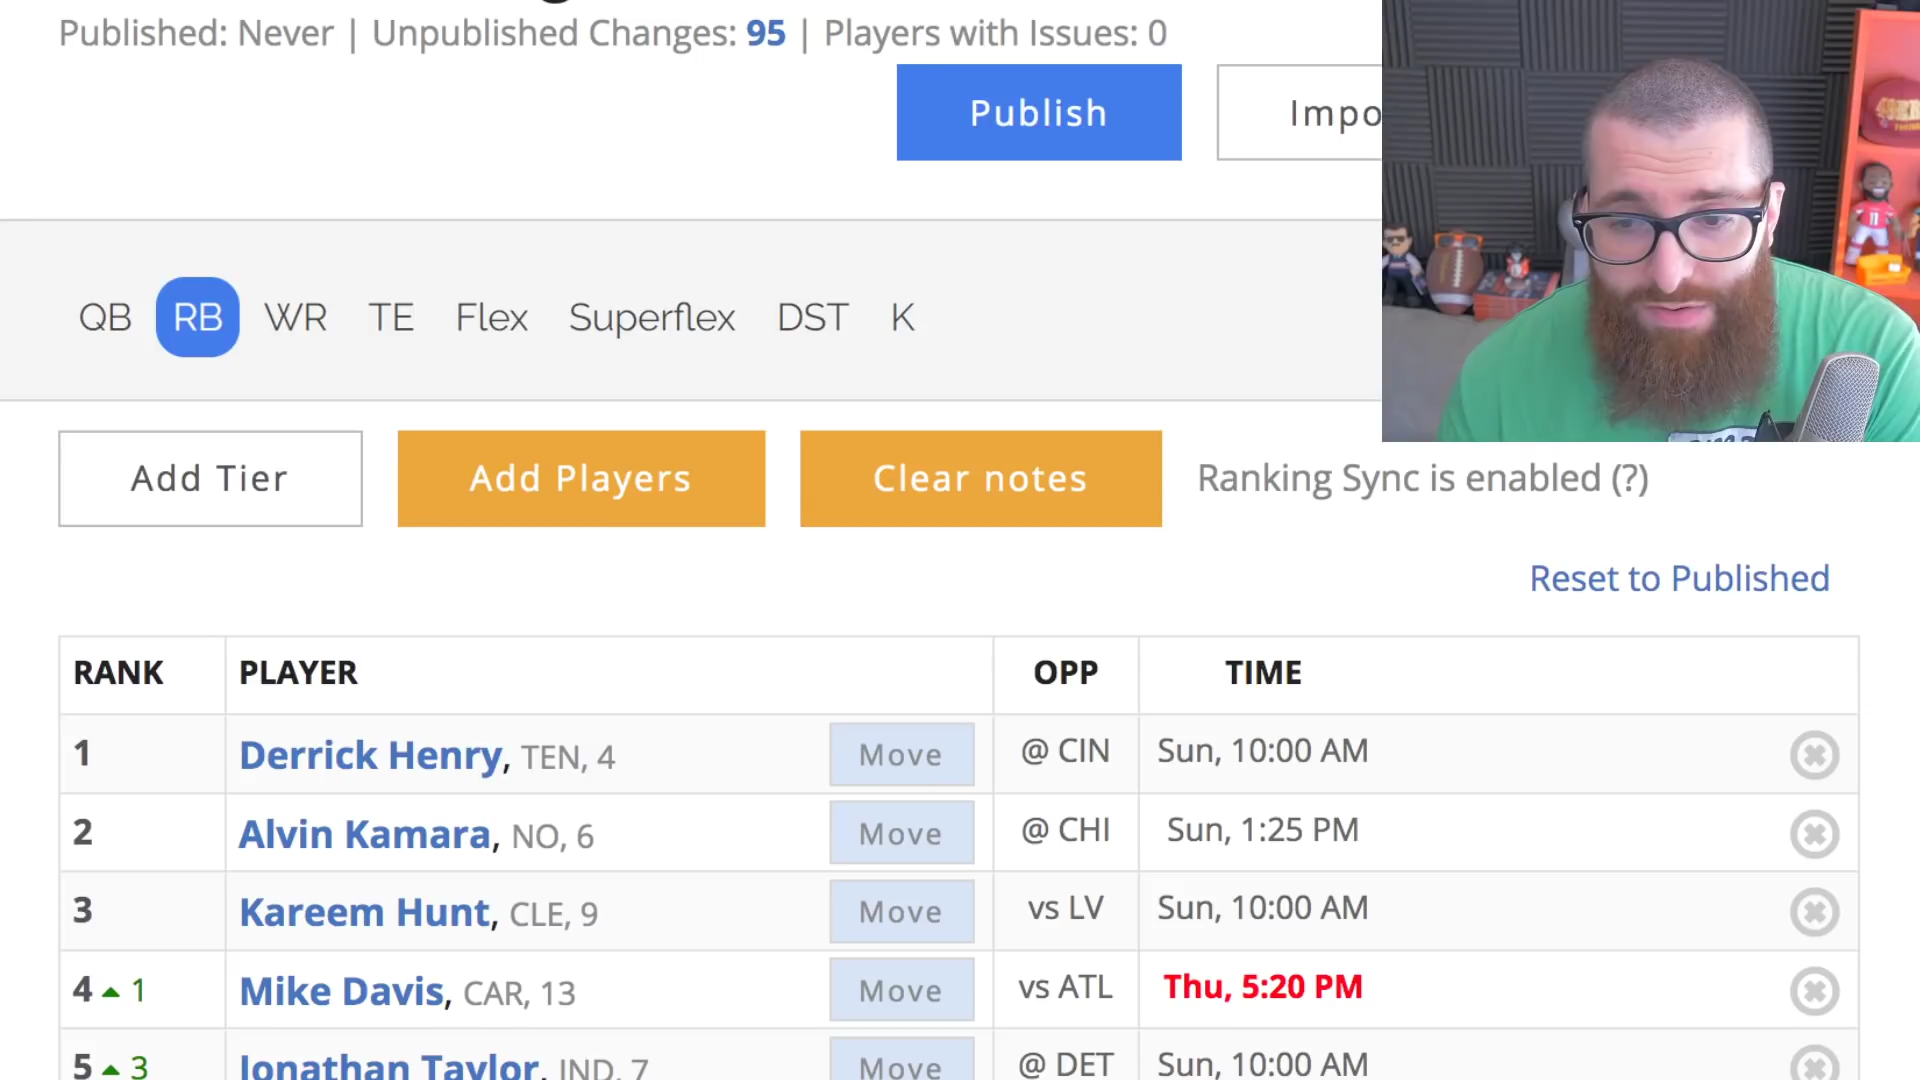 Published: Never | Unpublished Changes: 95 | Players with Issues: 0
Publish
Impo
QB RB WR TE Flex Superflex DST K
Add Tier Add Players Clear notes Ranking Sync is enabled (?)
Reset to Published
RANK PLAYER OPP TIME
1 Derrick Henry, TEN, 4 Move @ CIN Sun, 10:00 AM
2 Alvin Kamara, NO, 6 Move @ CHI Sun, 1:25 PM
3 Kareem Hunt, CLE, 9 Move vs LV Sun, 10:00 AM
4 ▲ 1 Mike Davis, CAR, 13 Move vs ATL Thu, 5:20 PM
5 ▲ 3 Jonathan Taylor, IND, 7 Move @ DET Sun, 10:00 AM